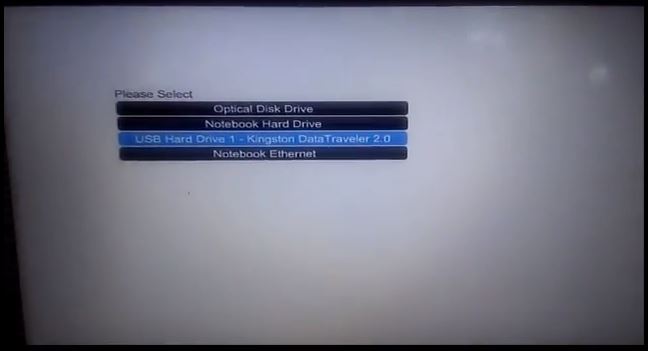 Please Select
Optical Disk Drive
Notebook Hard Drive
USB Hard Drive 1 - Kingston DataTraveler 2.0
Notebook Ethernet